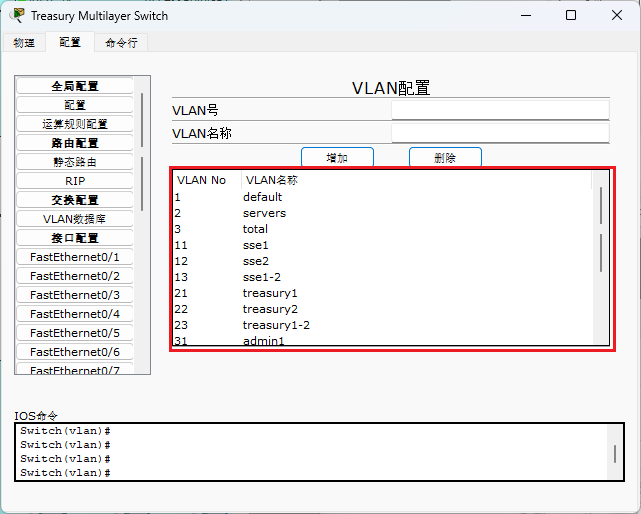 Treasury Multilayer Switch
物理 配置 命令行
全局配置
配置
运算规则配置
路由配置
静态路由
RIP
交换配置
VLAN数据库
接口配置
FastEthernet0/1
FastEthernet0/2
FastEthernet0/3
FastEthernet0/4
FastEthernet0/5
FastEthernet0/6
FastEthernet0/7
VLAN配置
VLAN号
VLAN名称
增加 删除
VLAN No VLAN名称
1 default
2 servers
3 total
11 sse1
12 sse2
13 sse1-2
21 treasury1
22 treasury2
23 treasury1-2
31 admin1
IOS命令
Switch(vlan)#
Switch(vlan)#
Switch(vlan)#
Switch(vlan)#